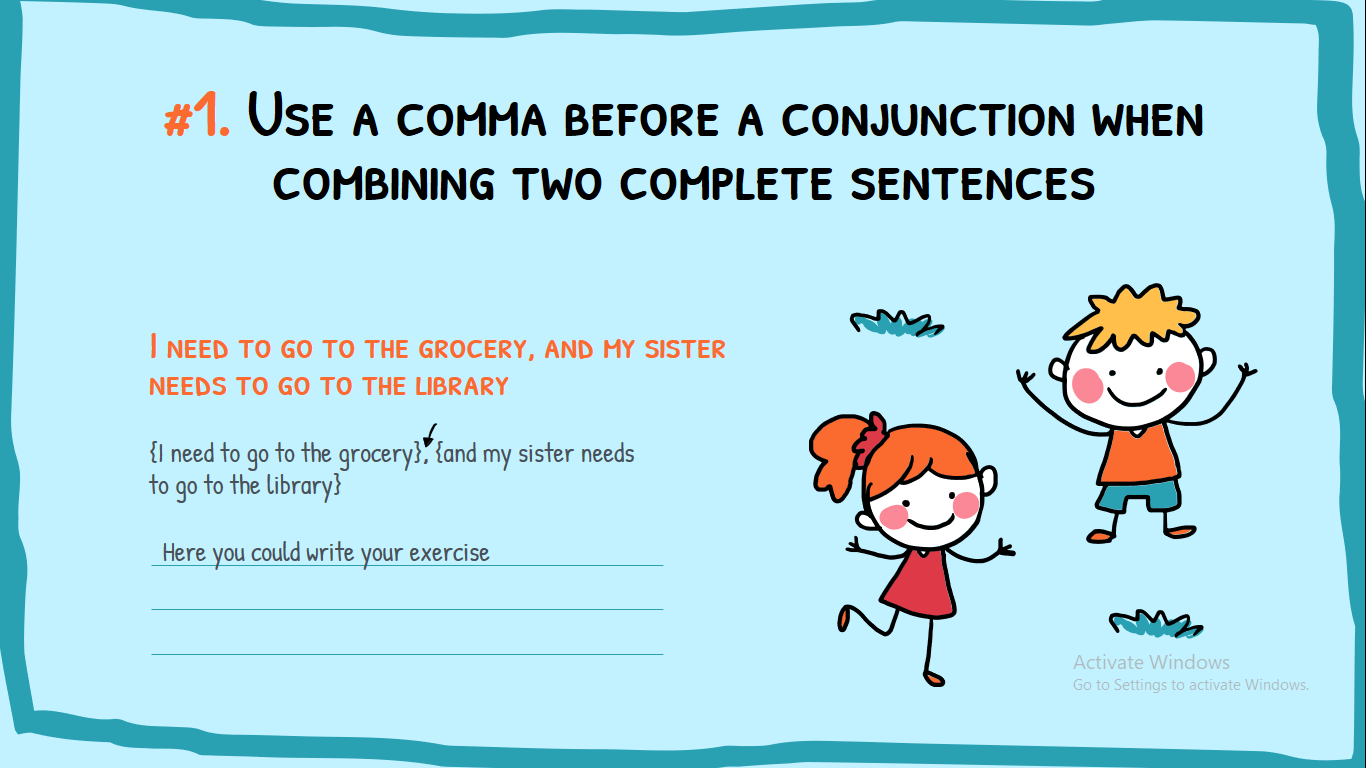 #1. Use a comma before a conjunction when
combining two complete sentences
I need to go to the grocery, and my sister
needs to go to the library
{I need to go to the grocery}, {and my sister needs
to go to the library}
Here you could write your exercise
Activate Windows
Go to Settings to activate Windows.